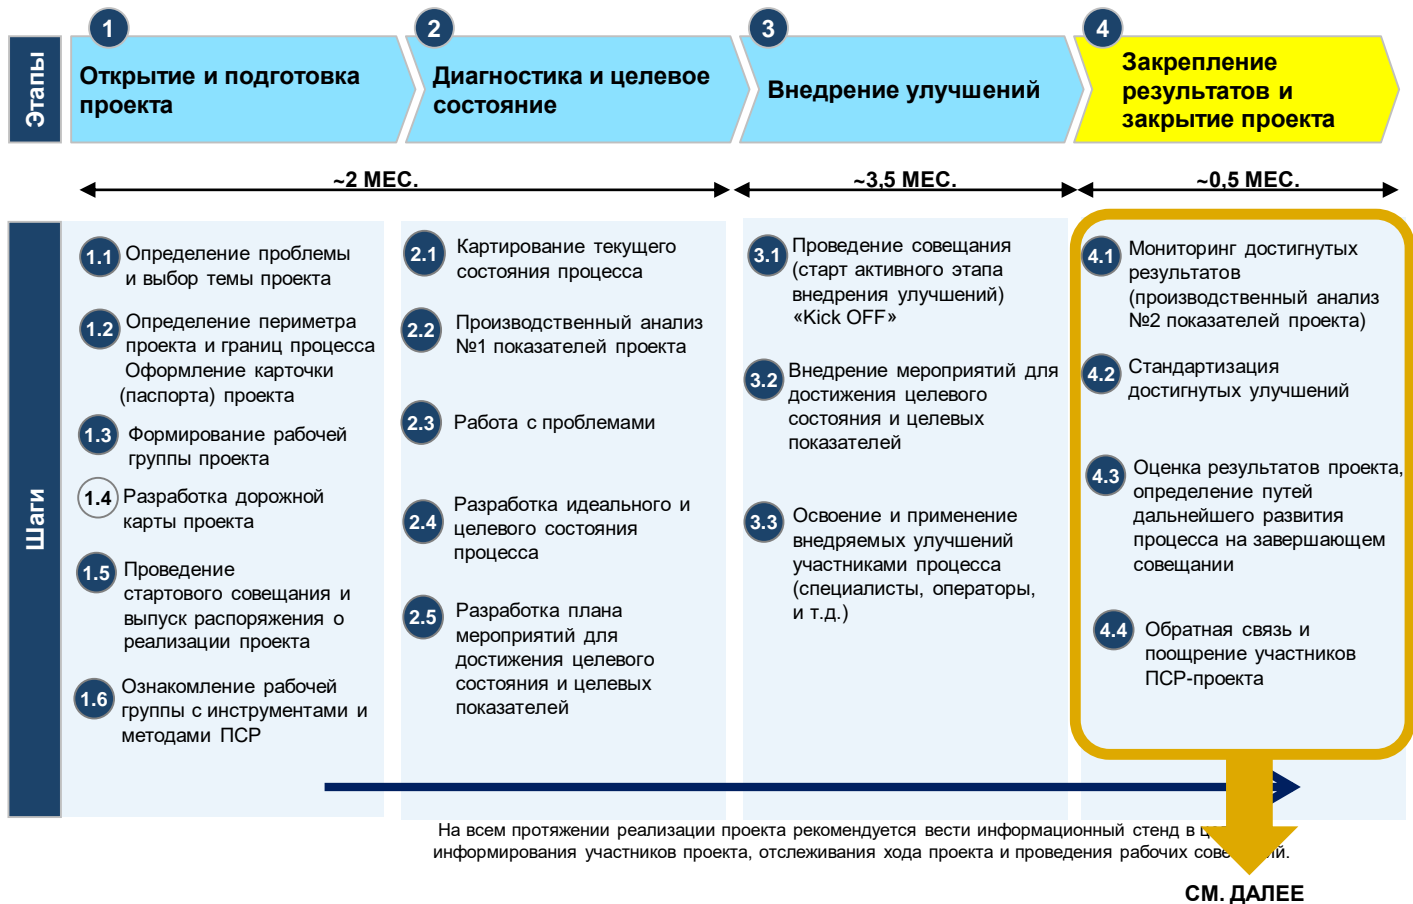 1
2
3
4
Этапы
Открытие и подготовка
проекта
Диагностика и целевое
состояние
Внедрение улучшений
Закрепление
результатов и
закрытие проекта
~2 МЕС.
~3,5 МЕС.
~0,5 МЕС.
Шаги
1.1 Определение проблемы
и выбор темы проекта
1.2 Определение периметра
проекта и границ процесса
Оформление карточки
(паспорта) проекта
1.3 Формирование рабочей
группы проекта
1.4 Разработка дорожной
карты проекта
1.5 Проведение
стартового совещания и
выпуск распоряжения о
реализации проекта
1.6 Ознакомление рабочей
группы с инструментами и
методами ПСР
2.1 Картирование текущего
состояния процесса
2.2 Производственный анализ
№1 показателей проекта
2.3 Работа с проблемами
2.4 Разработка идеального и
целевого состояния
процесса
2.5 Разработка плана
мероприятий для
достижения целевого
состояния и целевых
показателей
3.1 Проведение совещания
(старт активного этапа
внедрения улучшений)
«Kick OFF»
3.2 Внедрение мероприятий для
достижения целевого
состояния и целевых
показателей
3.3 Освоение и применение
внедряемых улучшений
участниками процесса
(специалисты, операторы,
и т.д.)
4.1 Мониторинг достигнутых
результатов
(производственный анализ
№2 показателей проекта)
4.2 Стандартизация
достигнутых улучшений
4.3 Оценка результатов проекта,
определение путей
дальнейшего развития
процесса на завершающем
совещании
4.4 Обратная связь и
поощрение участников
ПСР-проекта
На всем протяжении реализации проекта рекомендуется вести информационный стенд в
информирования участников проекта, отслеживания хода проекта и проведения рабочих
СМ. ДАЛЕЕ